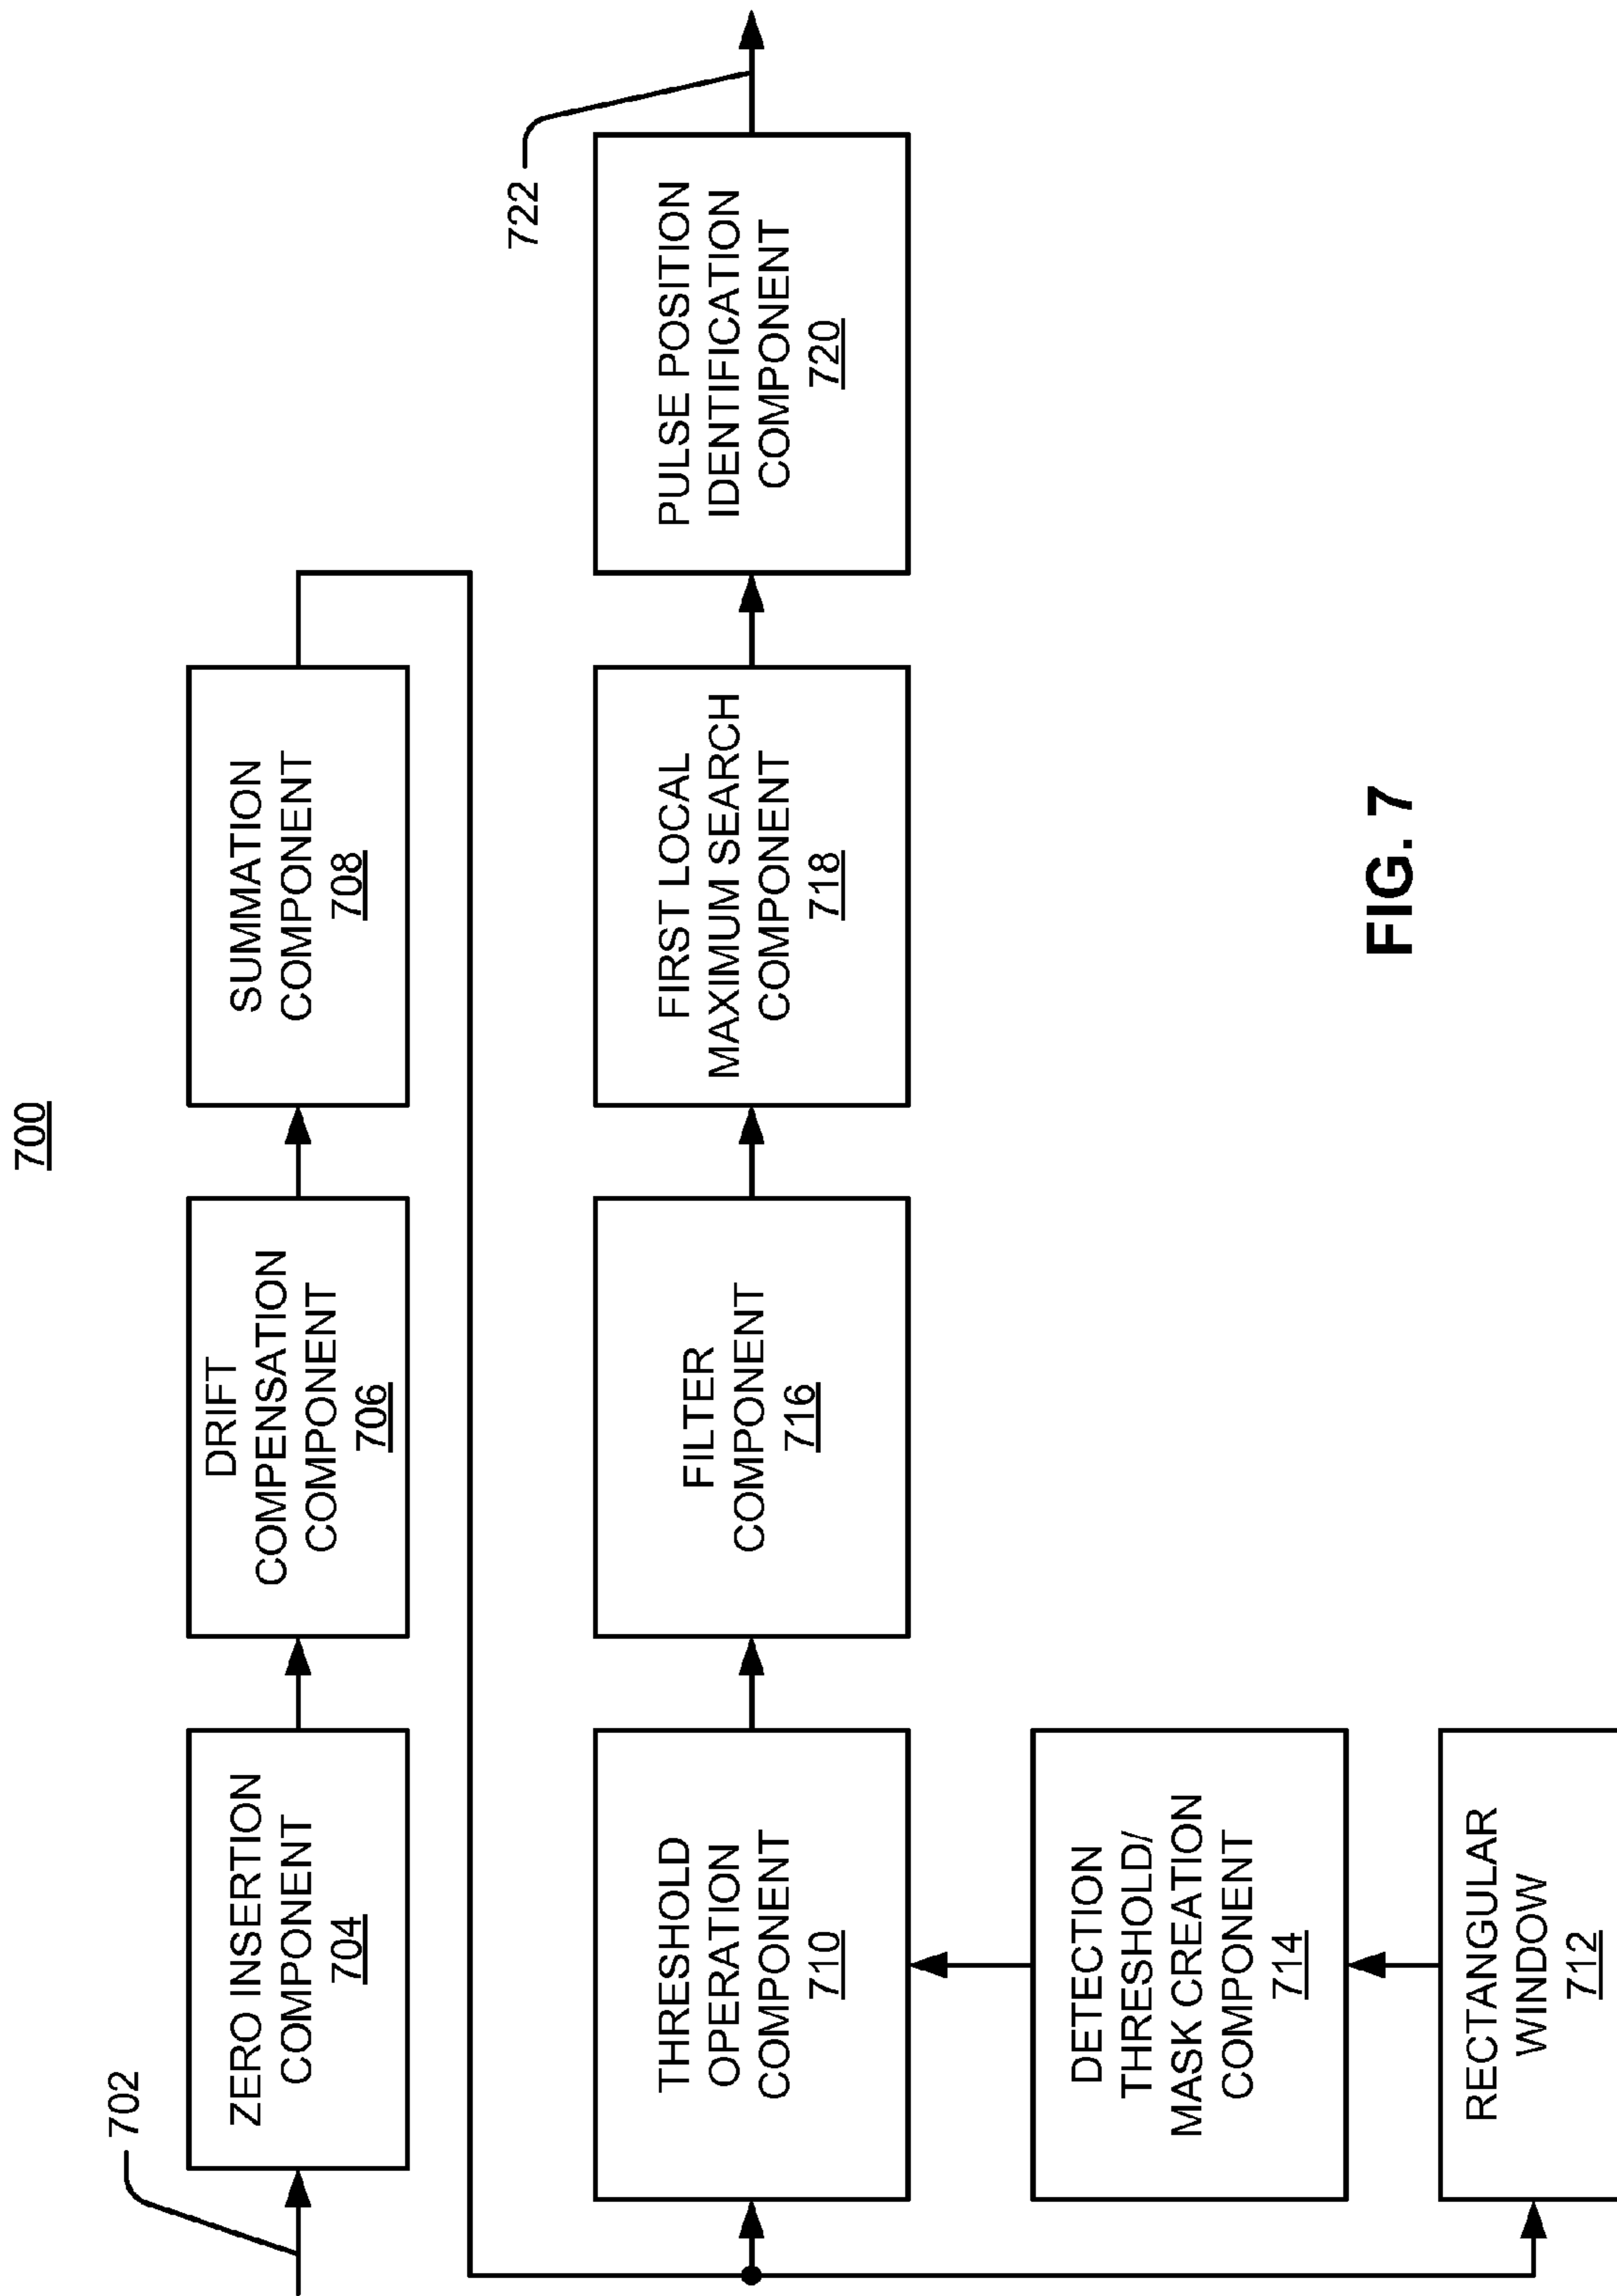 700
702
ZERO INSERTION
COMPONENT
704
DRIFT
COMPENSATION
COMPONENT
706
SUMMATION
COMPONENT
708
THRESHOLD
OPERATION
COMPONENT
710
FILTER
COMPONENT
716
FIRST LOCAL
MAXIMUM SEARCH
COMPONENT
718
PULSE POSITION
IDENTIFICATION
COMPONENT
720
722
DETECTION
THRESHOLD/
MASK CREATION
COMPONENT
714
RECTANGULAR
WINDOW
712
FIG. 7